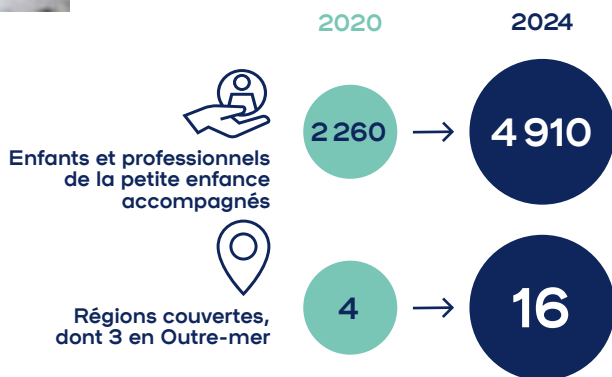 2020
2024
2 260
4 910
Enfants et professionnels
de la petite enfance
accompagnés
4
16
Régions couvertes,
dont 3 en Outre-mer